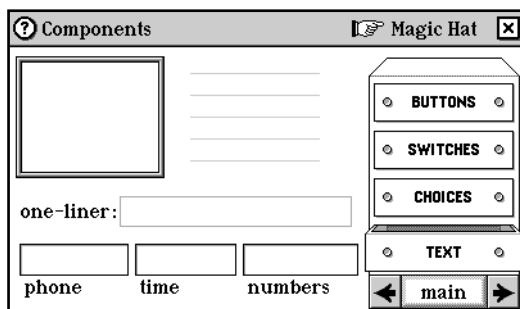 ? Components
Magic Hat
BUTTONS
SWITCHES
CHOICES
TEXT
one-liner:
phone
time
numbers
main